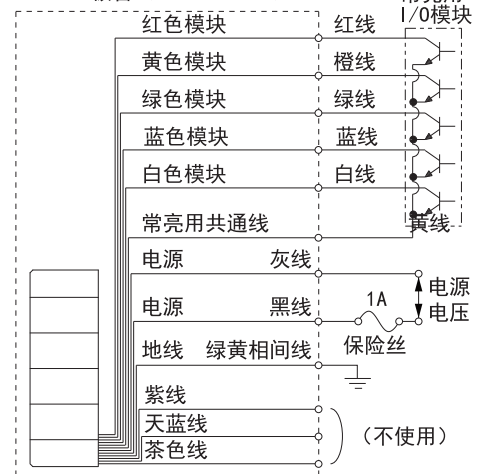 I/O模块
红色模块 红线
黄色模块 橙线
绿色模块 绿线
蓝色模块 蓝线
白色模块 白线
常亮用共通线 黄线
电源 灰线
电源 黑线 1A 电源
电压
保险丝
地线 绿黄相间线
紫线
天蓝线 （不使用）
茶色线